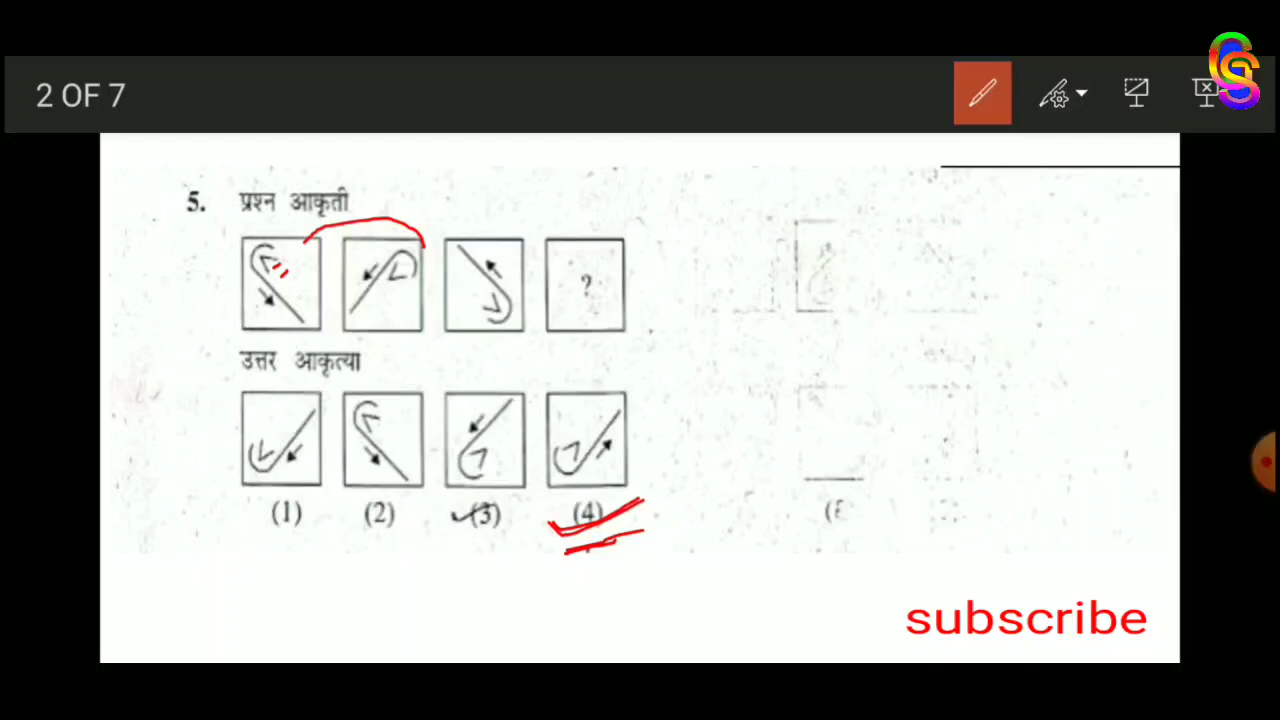 2 OF 7
5. प्रश्न आकृती
?
उत्तर आकृत्या
(1) (2) (3) (4)
subscribe